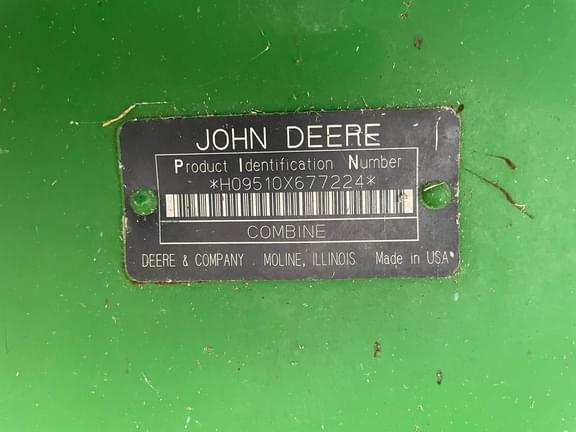 JOHN DEERE
Product Identification Number
*H09510X677224*
COMBINE
DEERE & COMPANY MOLINE, ILLINOIS Made in USA